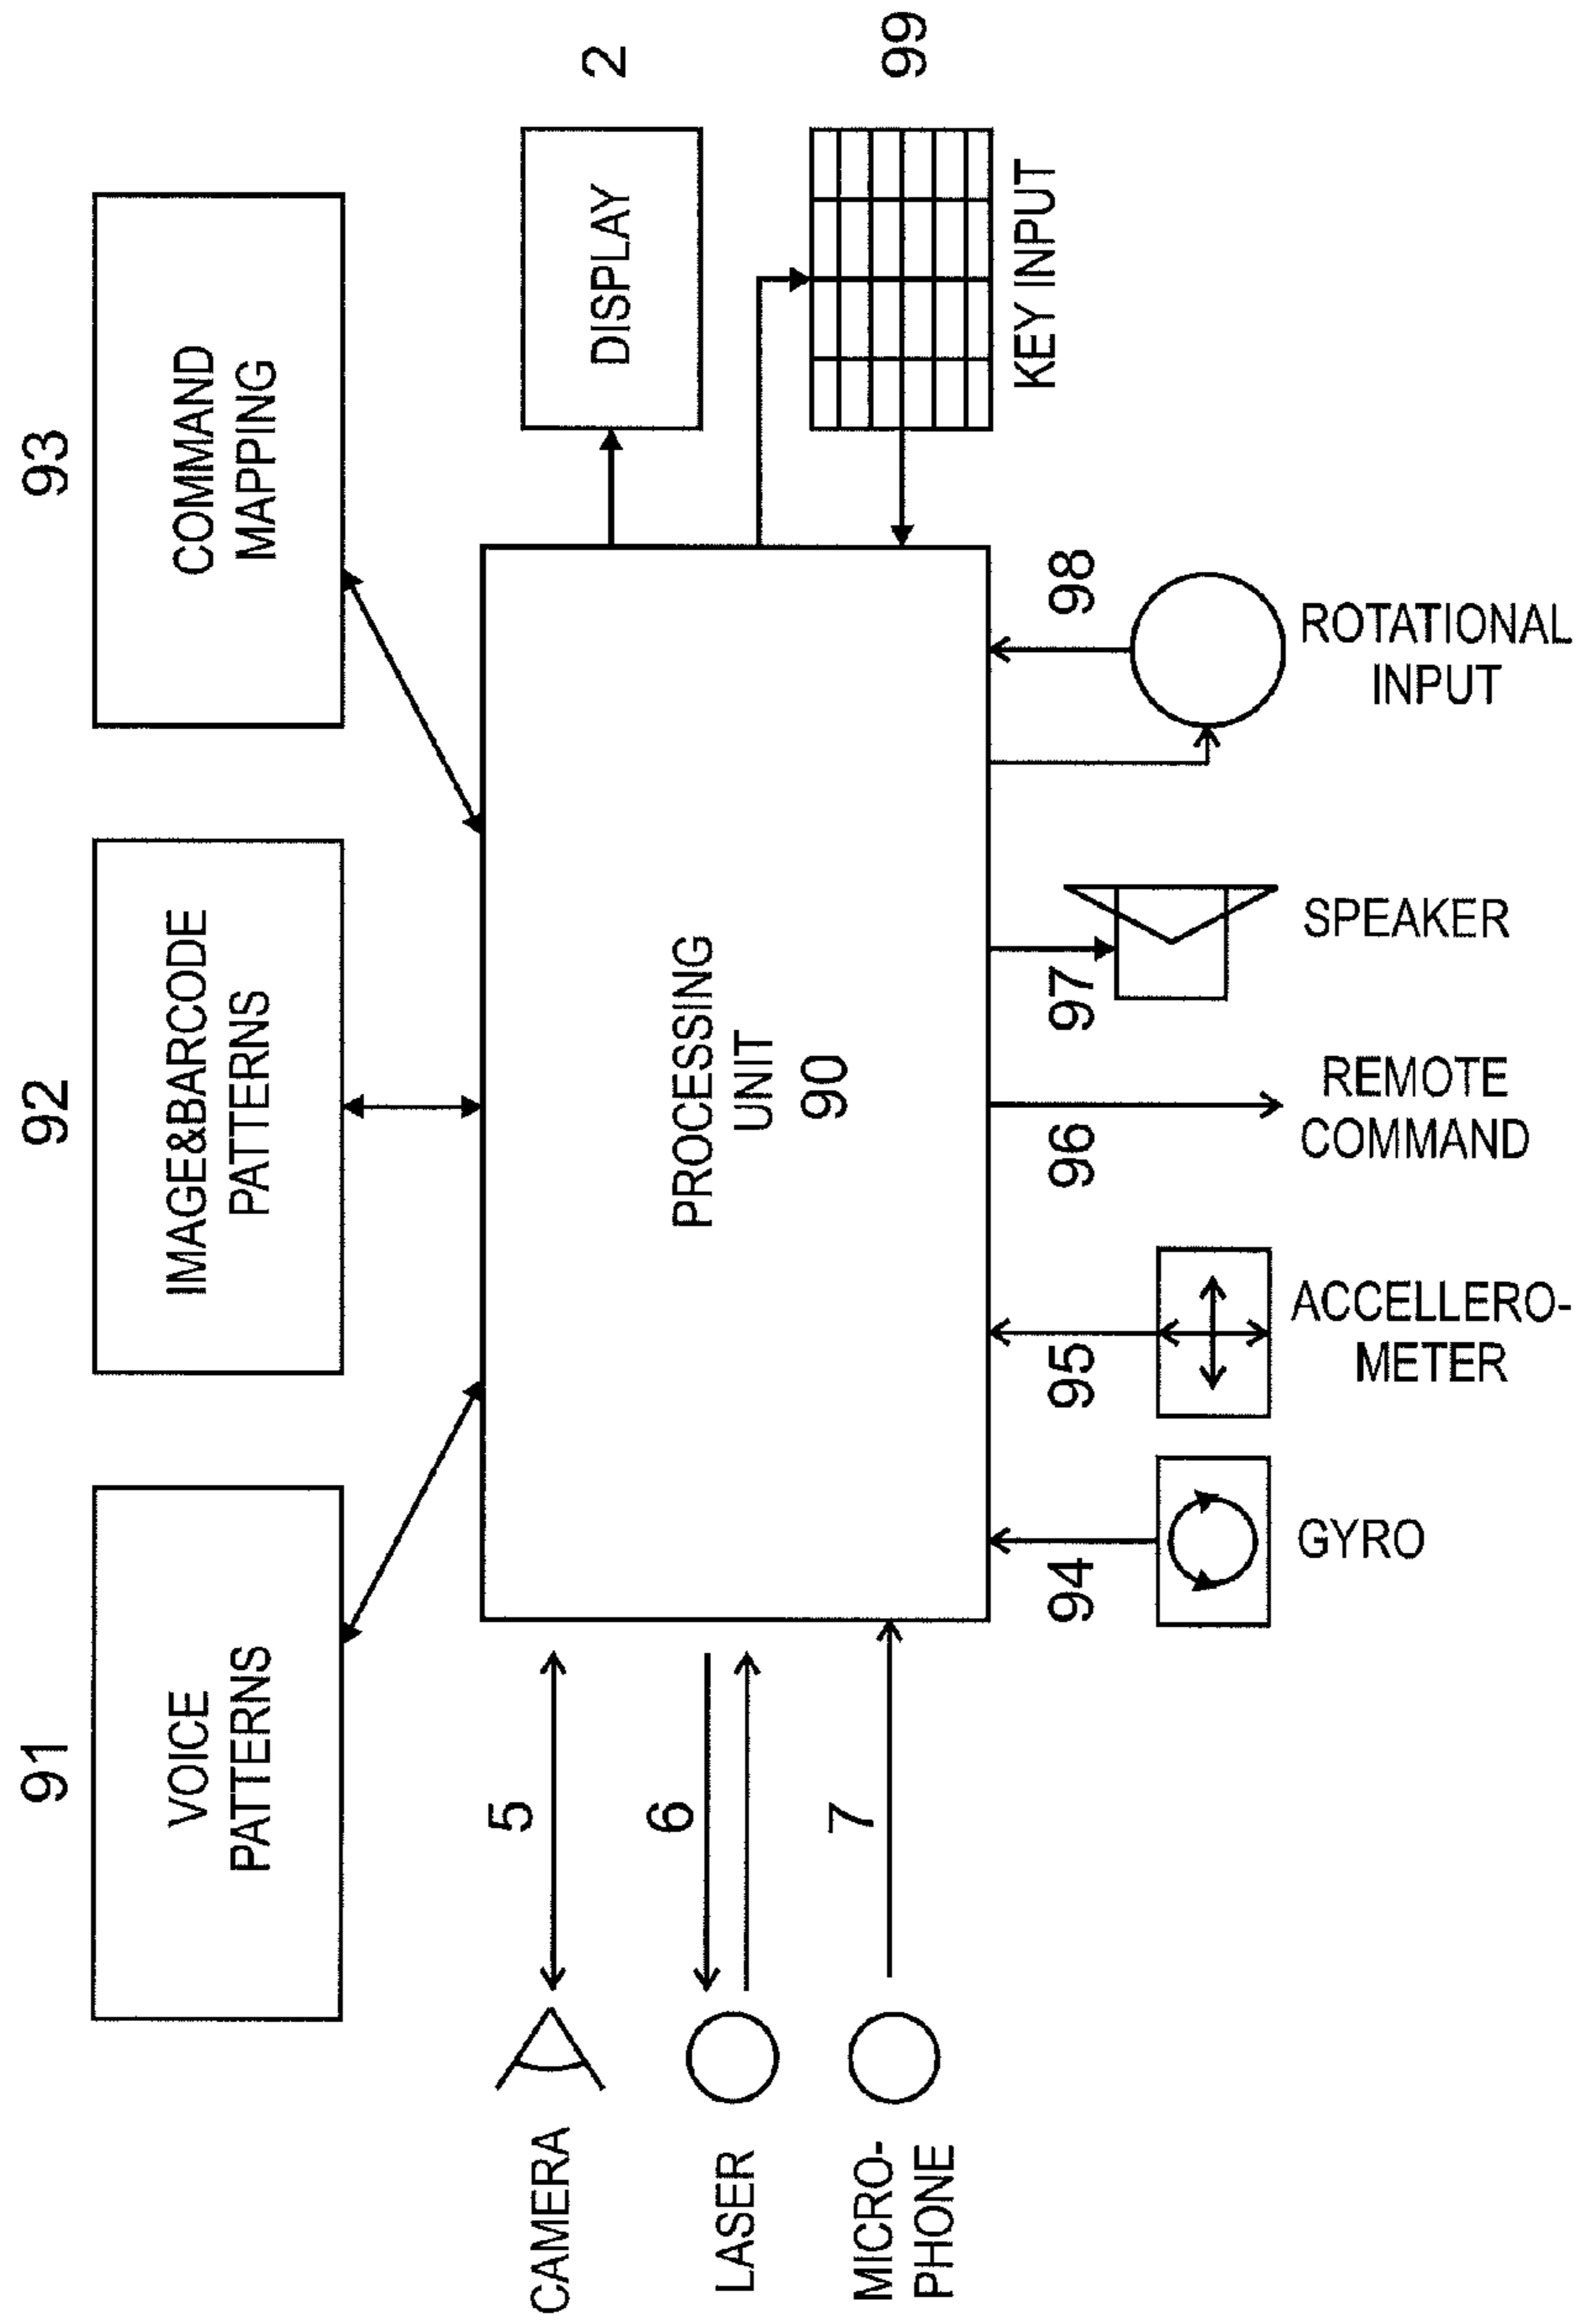 91
92
93
VOICE
PATTERNS
IMAGE&BARCODE
PATTERNS
COMMAND
MAPPING
CAMERA
5
LASER
6
MICRO-
PHONE
7
PROCESSING
UNIT
90
DISPLAY
2
99
KEY INPUT
94
95
96
97
98
GYRO
ACCELLERO-
METER
REMOTE
COMMAND
SPEAKER
ROTATIONAL
INPUT